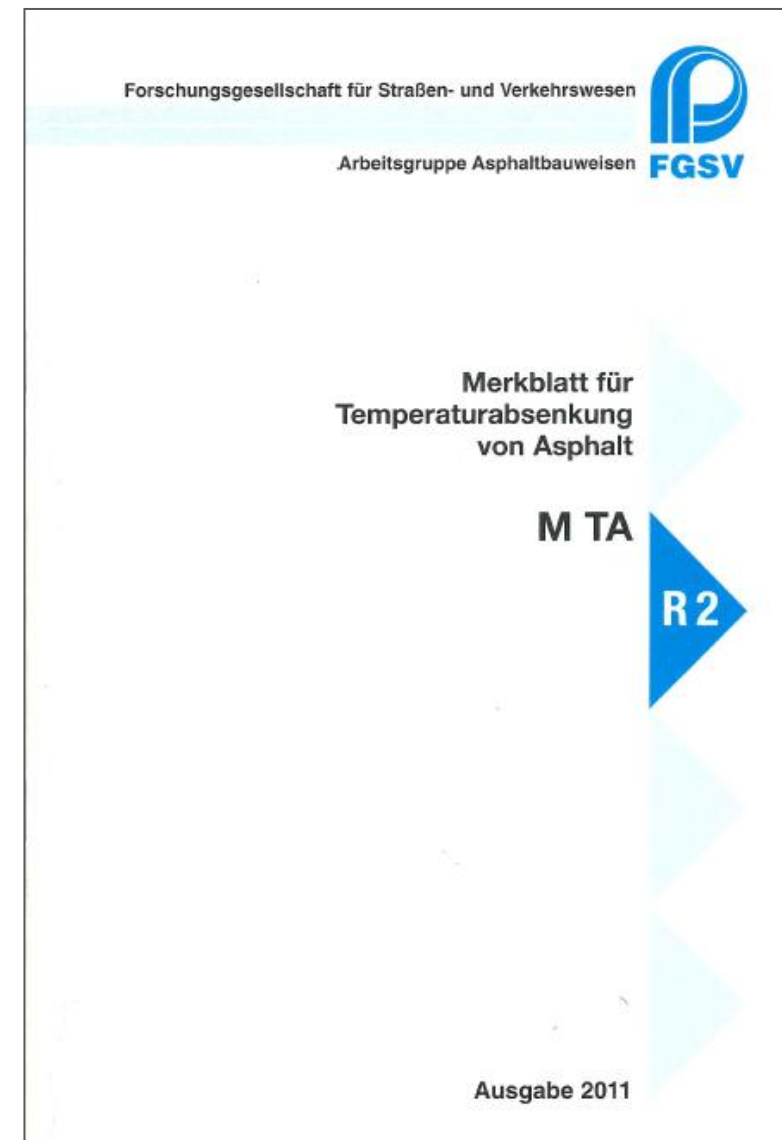 Forschungsgesellschaft für Straßen- und Verkehrswesen
Arbeitsgruppe Asphaltbauweisen
FGSV
Merkblatt für
Temperaturabsenkung
von Asphalt
M TA
R 2
Ausgabe 2011